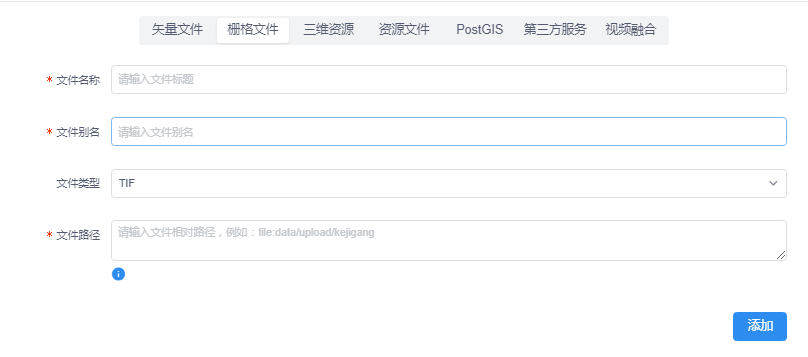 矢量文件 栅格文件 三维资源 资源文件 PostGIS 第三方服务 视频融合
* 文件名称 请输入文件标题
* 文件别名 请输入文件别名
文件类型 TIF
* 文件路径 请输入文件相对路径，例如：file:data/upload/kejigang
添加